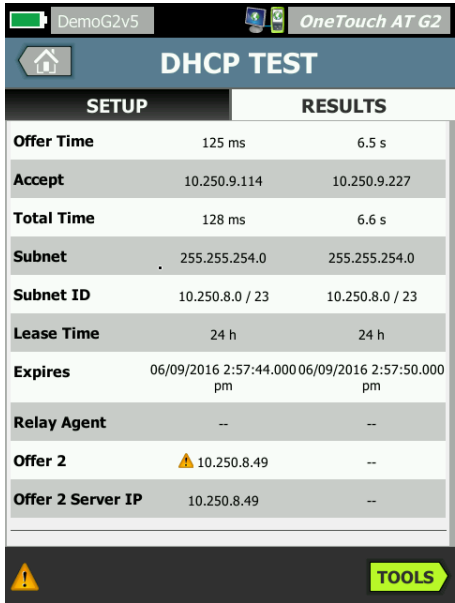 DemoG2v5 OneTouch AT G2
DHCP TEST
SETUP RESULTS
Offer Time 125 ms 6.5 s
Accept 10.250.9.114 10.250.9.227
Total Time 128 ms 6.6 s
Subnet 255.255.254.0 255.255.254.0
Subnet ID 10.250.8.0 / 23 10.250.8.0 / 23
Lease Time 24 h 24 h
Expires 06/09/2016 2:57:44.000 pm 06/09/2016 2:57:50.000 pm
Relay Agent -- --
Offer 2 10.250.8.49 --
Offer 2 Server IP 10.250.8.49 --
TOOLS